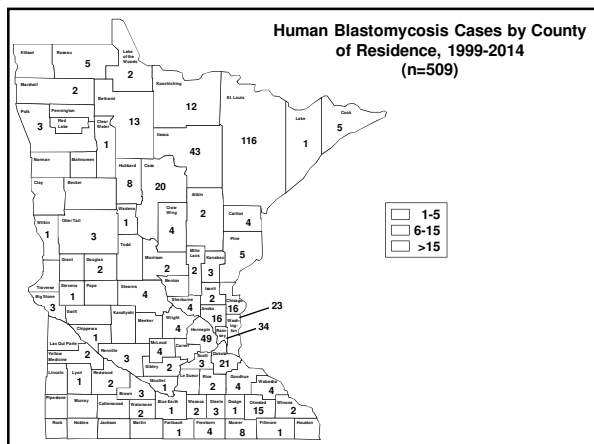 Human Blastomycosis Cases by County
of Residence, 1999-2014
(n=509)
Kittson
Roseau
5
Lake
of the
Woods
2
Marshall
2
Koochiching
12
St. Louis
116
Lake
1
Cook
5
Beltrami
13
Polk
3
Pennington
Red
Lake
Clear
Water
1
Itasca
43
Norman
Mahnomen
Hubbard
8
Cass
20
Clay
Becker
Aitkin
2
Wadena
1
Crow
Wing
4
Carlton
4
Wilkin
1
Otter Tail
3
Todd
Pine
5
Mille
Lacs
2
Kanabec
3
Grant
Douglas
2
Morrison
2
Traverse
Stevens
1
Pope
Stearns
4
Benton
Isanti
2
Big Stone
3
Sherburne
4
Chisago
16
Swift
Anoka
16
Kandiyohi
Meeker
Wright
4
Wash-
ing-
ton
23
Hennepin
49
Ram-
sey
34
Chippewa
1
Lac Qui Parle
McLeod
4
Carver
2
Renville
3
Yellow
Medicine
2
Scott
3
Dakota
21
Sibley
Lincoln
Lyon
1
Redwood
2
Nicollet
1
Le Sueur
Rice
2
Goodhue
4
Wabasha
4
Brown
3
Pipestone
Murray
Cottonwood
Watonwan
2
Blue Earth
1
Waseca
2
Steele
3
Dodge
1
Olmsted
15
Winona
2
Rock
Nobles
Jackson
Martin
Faribault
1
Freeborn
4
Mower
8
Fillmore
1
Houston
1-5
6-15
>15